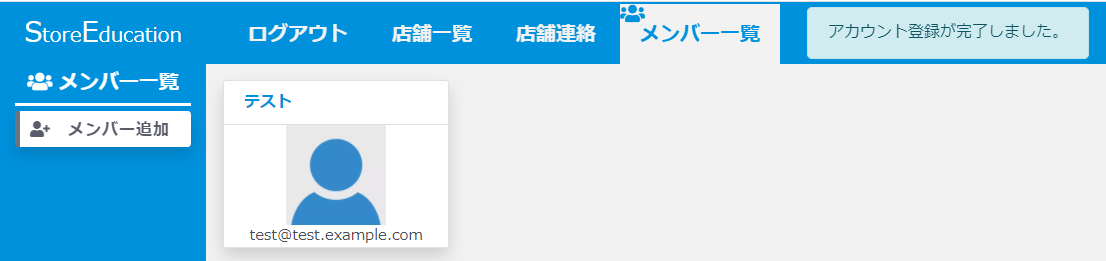 StoreEducation
ログアウト
店舗一覧
店舗連絡
メンバー一覧
アカウント登録が完了しました。
メンバー一覧
メンバー追加
テスト
test@test.example.com